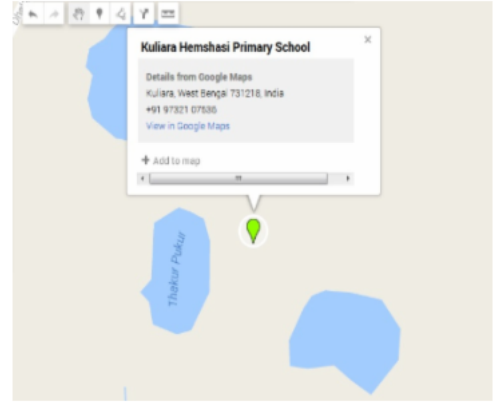 Kuliara Hemshasi Primary School
Details from Google Maps
Kuliara, West Bengal 731218, India
+91 97321 07636
View in Google Maps
+ Add to map
Thakur Pukur